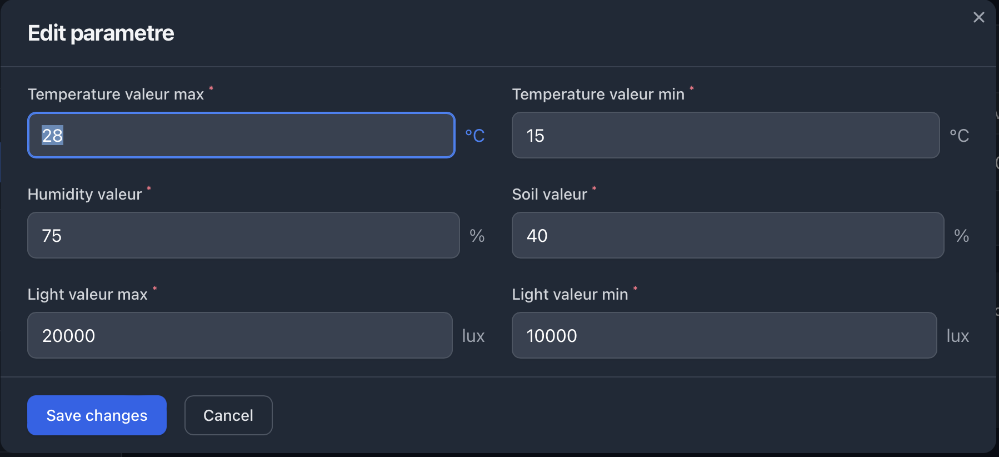 Edit parametre
Temperature valeur max *
Temperature valeur min *
28 °C
15 °C
Humidity valeur *
Soil valeur *
75 %
40 %
Light valeur max *
Light valeur min *
20000 lux
10000 lux
Save changes
Cancel